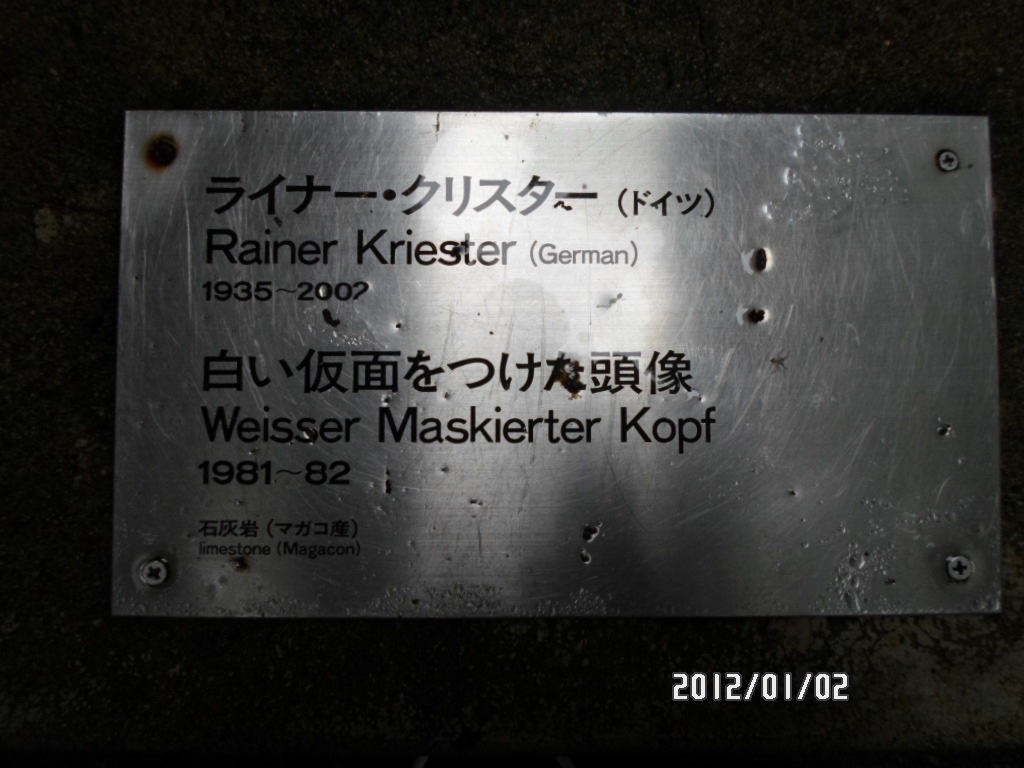 ライナー・クリスター（ドイツ）
Rainer Kriester (German)
1935～2002
白い仮面をつけた頭像
Weisser Maskierter Kopf
1981～82
石灰岩（マガコ産）
limestone (Magacon)
2012/01/02